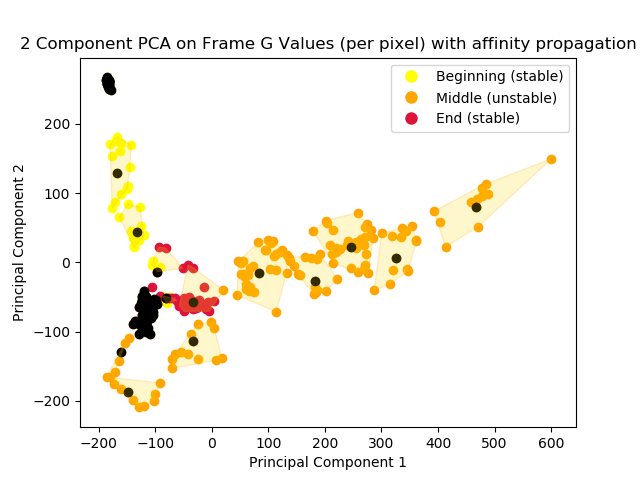 2 Component PCA on Frame G Values (per pixel) with affinity propagation
Beginning (stable)
Middle (unstable)
End (stable)
Principal Component 2
200
100
0
−100
−200
−200
−100
0
100
200
300
400
500
600
Principal Component 1